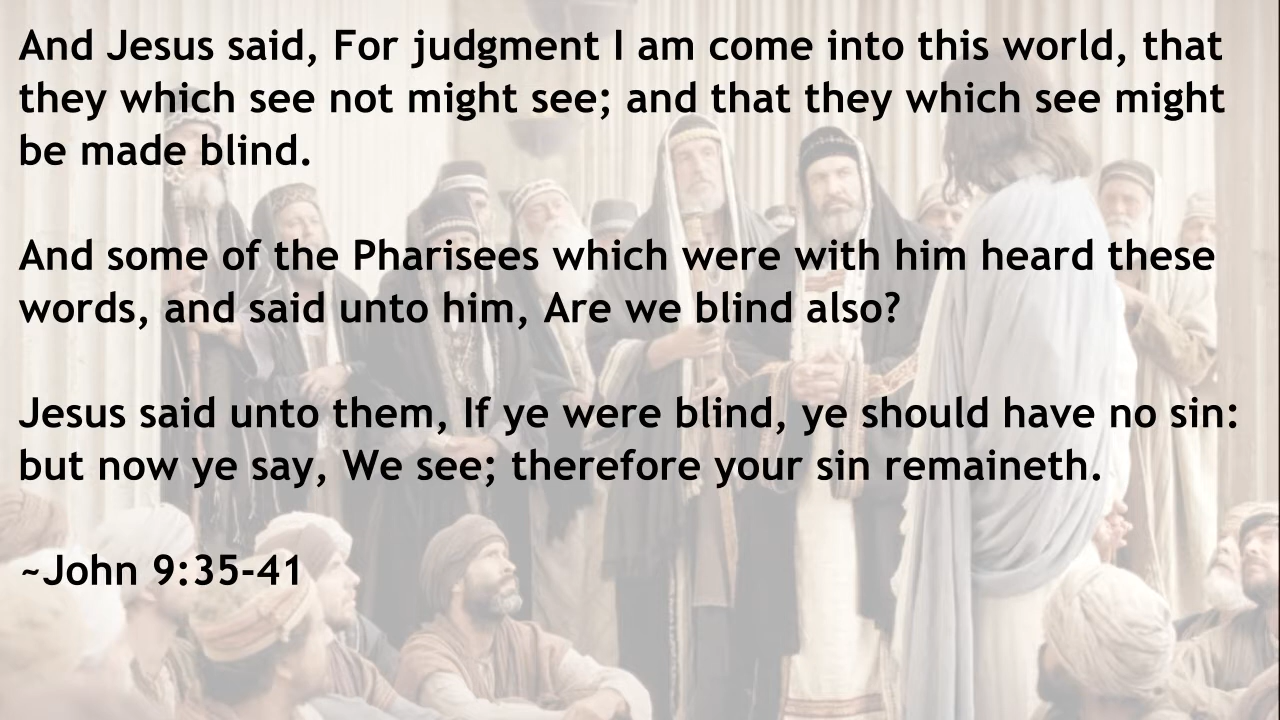 And Jesus said, For judgment I am come into this world, that
they which see not might see; and that they which see might
be made blind.
And some of the Pharisees which were with him heard these
words, and said unto him, Are we blind also?
Jesus said unto them, If ye were blind, ye should have no sin:
but now ye say, We see; therefore your sin remaineth.
~John 9:35-41